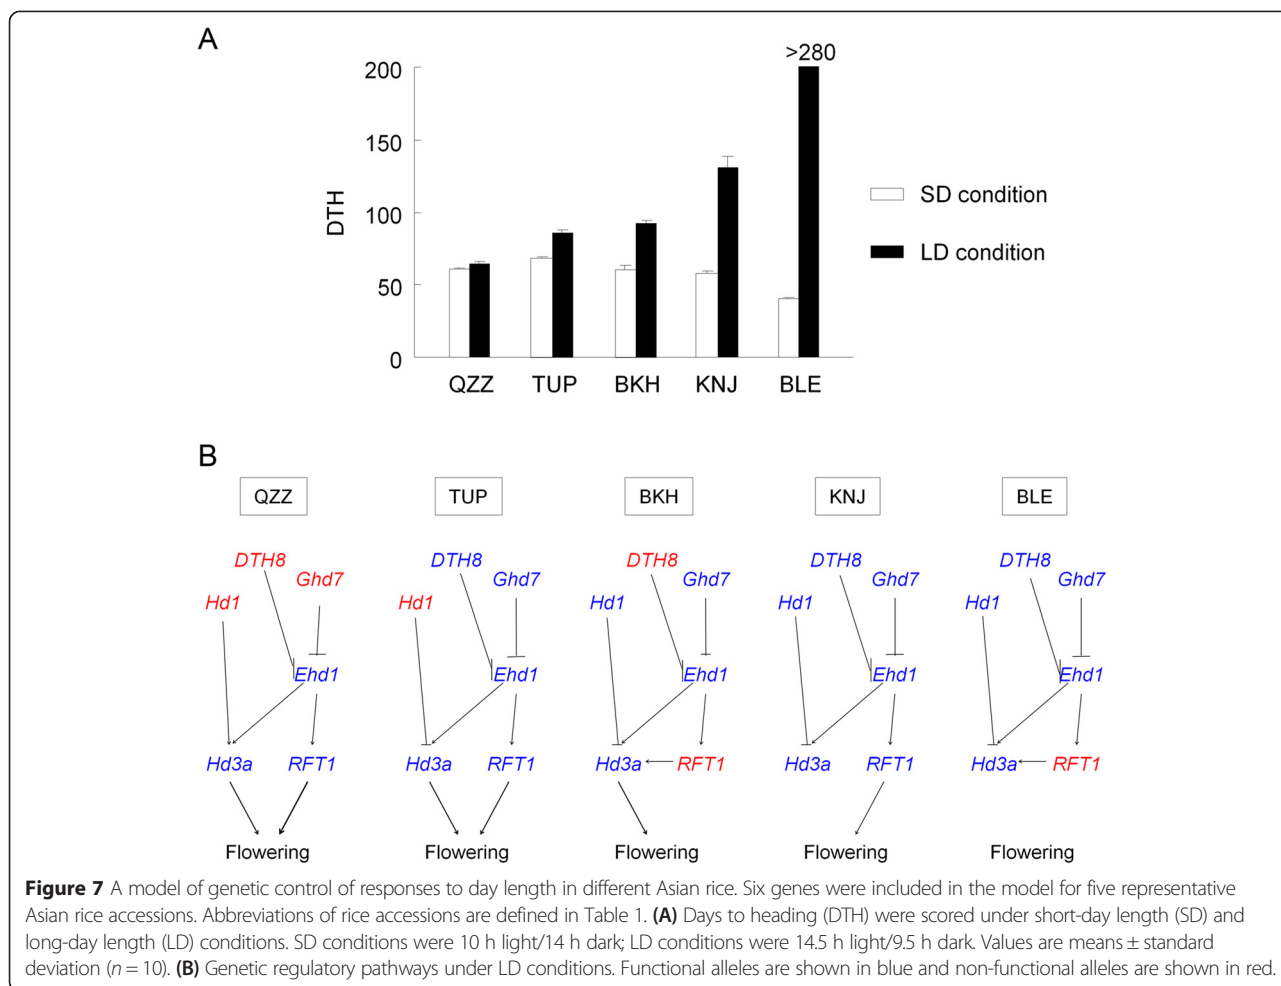 A
>280
200
150
100
50
0
DTH
SD condition
LD condition
QZZ TUP BKH KNJ BLE
B
QZZ TUP BKH KNJ BLE
DTH8 DTH8 DTH8 DTH8 DTH8
Ghd7 Ghd7 Ghd7 Ghd7 Ghd7
Hd1 Hd1 Hd1 Hd1 Hd1
Ehd1 Ehd1 Ehd1 Ehd1 Ehd1
Hd3a RFT1 Hd3a RFT1 Hd3a RFT1 Hd3a RFT1 Hd3a RFT1
Flowering Flowering Flowering Flowering Flowering
Figure 7 A model of genetic control of responses to day length in different Asian rice. Six genes were included in the model for five representative
Asian rice accessions. Abbreviations of rice accessions are defined in Table 1. (A) Days to heading (DTH) were scored under short-day length (SD) and
long-day length (LD) conditions. SD conditions were 10 h light/14 h dark; LD conditions were 14.5 h light/9.5 h dark. Values are means ± standard
deviation (n = 10). (B) Genetic regulatory pathways under LD conditions. Functional alleles are shown in blue and non-functional alleles are shown in red.